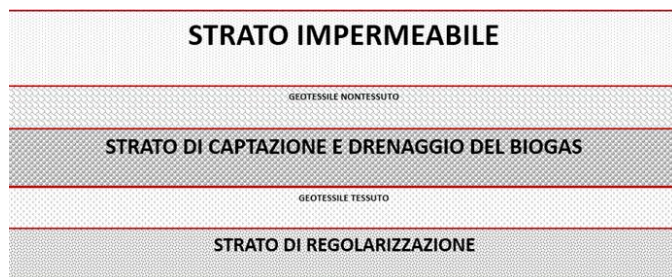 STRATO IMPERMEABILE
GEOTESSILE NONTESSUTO
STRATO DI CAPTAZIONE E DRENAGGIO DEL BIOGAS
GEOTESSILE TESSUTO
STRATO DI REGOLARIZZAZIONE